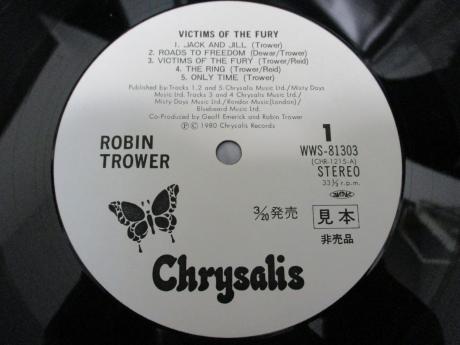 VICTIMS OF THE FURY
1. JACK AND JILL (Trower)
2. ROADS TO FREEDOM (Dewar/Trower)
3. VICTIMS OF THE FURY (Trower/Reid)
4. THE RING (Trower/Reid)
5. ONLY TIME (Trower)
Published by: Tracks 1,2 and 5 Chrysalis Music Ltd./Misty Days
Music Ltd. Tracks 3 and 4 Chrysalis Music Ltd./
Misty Days Music Ltd./Rondor Music(London)/
Bluebeard Music Ltd.
Co-Produced by Geoff Emerick and Robin Trower
Ⓟ © 1980 Chrysalis Records
ROBIN
TROWER
1
WWS-81303
(CHR-1215-A)
STEREO
33⅓ r.p.m.
3/20発売
見本
非売品
Chrysalis